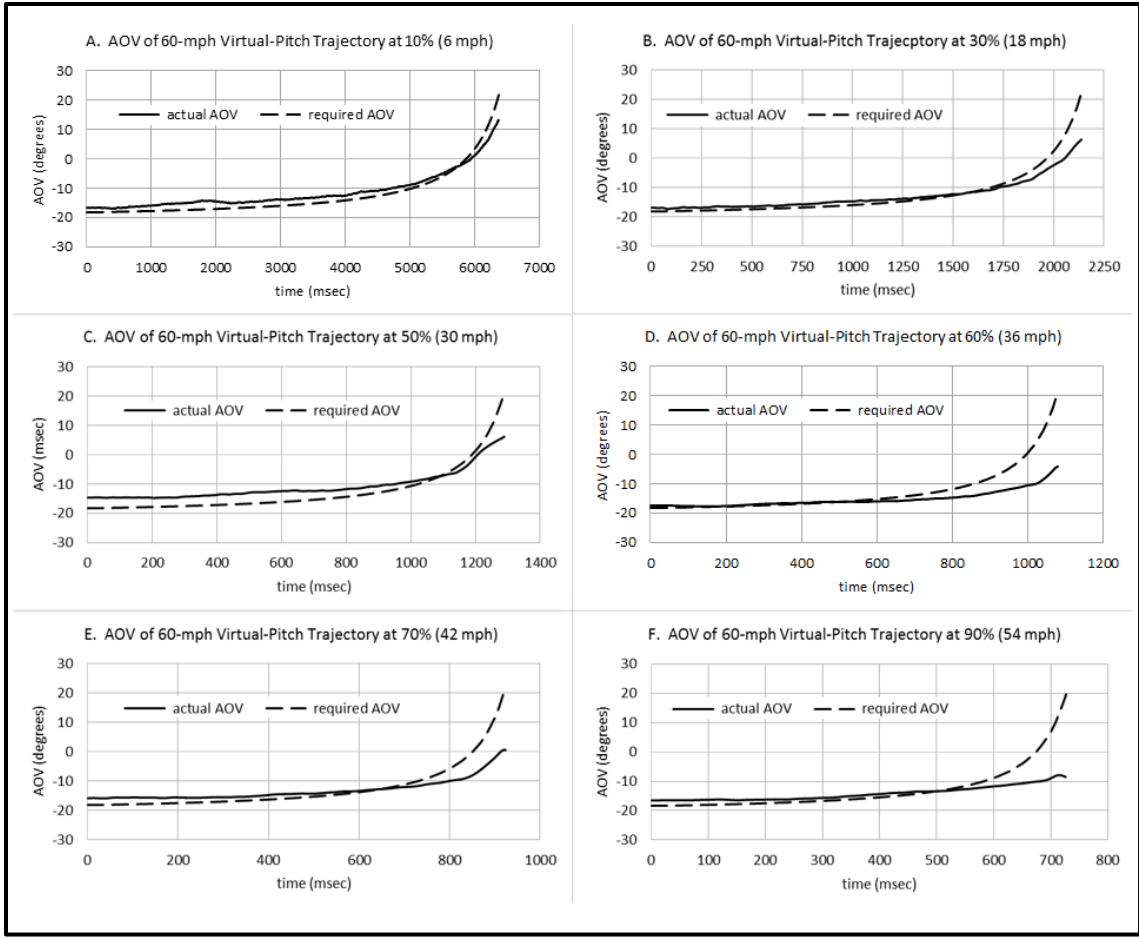 A. AOV of 60-mph Virtual-Pitch Trajectory at 10% (6 mph)
30
20
10
0
-10
-20
-30
AOV (degrees)
actual AOV
required AOV
0 1000 2000 3000 4000 5000 6000 7000
time (msec)
B. AOV of 60-mph Virtual-Pitch Trajecptory at 30% (18 mph)
30
20
10
0
-10
-20
-30
AOV (degrees)
actual AOV
required AOV
0 250 500 750 1000 1250 1500 1750 2000 2250
time (msec)
C. AOV of 60-mph Virtual-Pitch Trajectory at 50% (30 mph)
30
20
10
0
-10
-20
-30
AOV (msec)
actual AOV
required AOV
0 200 400 600 800 1000 1200 1400
time (msec)
D. AOV of 60-mph Virtual-Pitch Trajectory at 60% (36 mph)
30
20
10
0
-10
-20
-30
AOV (degrees)
actual AOV
required AOV
0 200 400 600 800 1000 1200
time (msec)
E. AOV of 60-mph Virtual-Pitch Trajectory at 70% (42 mph)
30
20
10
0
-10
-20
-30
AOV (degrees)
actual AOV
required AOV
0 200 400 600 800 1000
time (msec)
F. AOV of 60-mph Virtual-Pitch Trajectory at 90% (54 mph)
30
20
10
0
-10
-20
-30
AOV (degrees)
actual AOV
required AOV
0 100 200 300 400 500 600 700 800
time (msec)